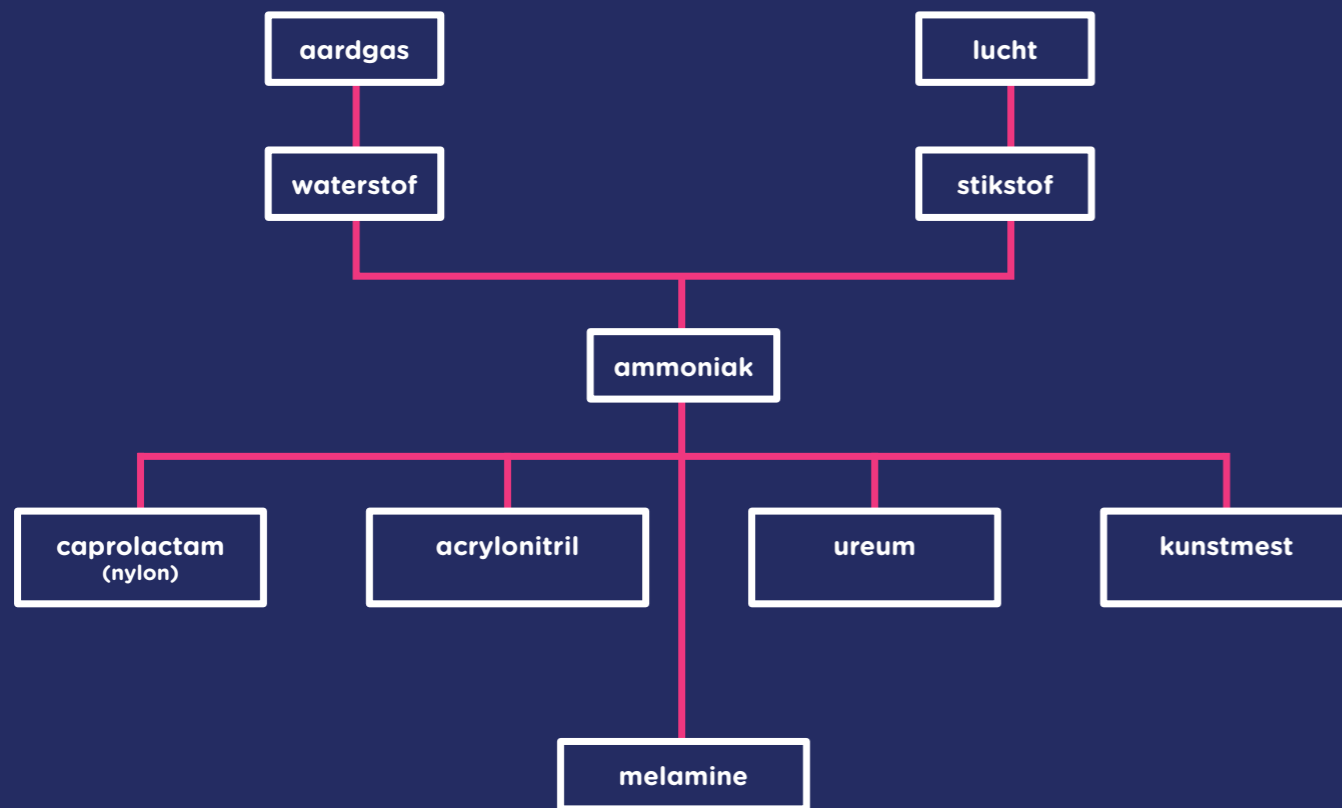 aardgas
lucht
waterstof
stikstof
ammoniak
caprolactam
(nylon)
acrylonitril
ureum
kunstmest
melamine